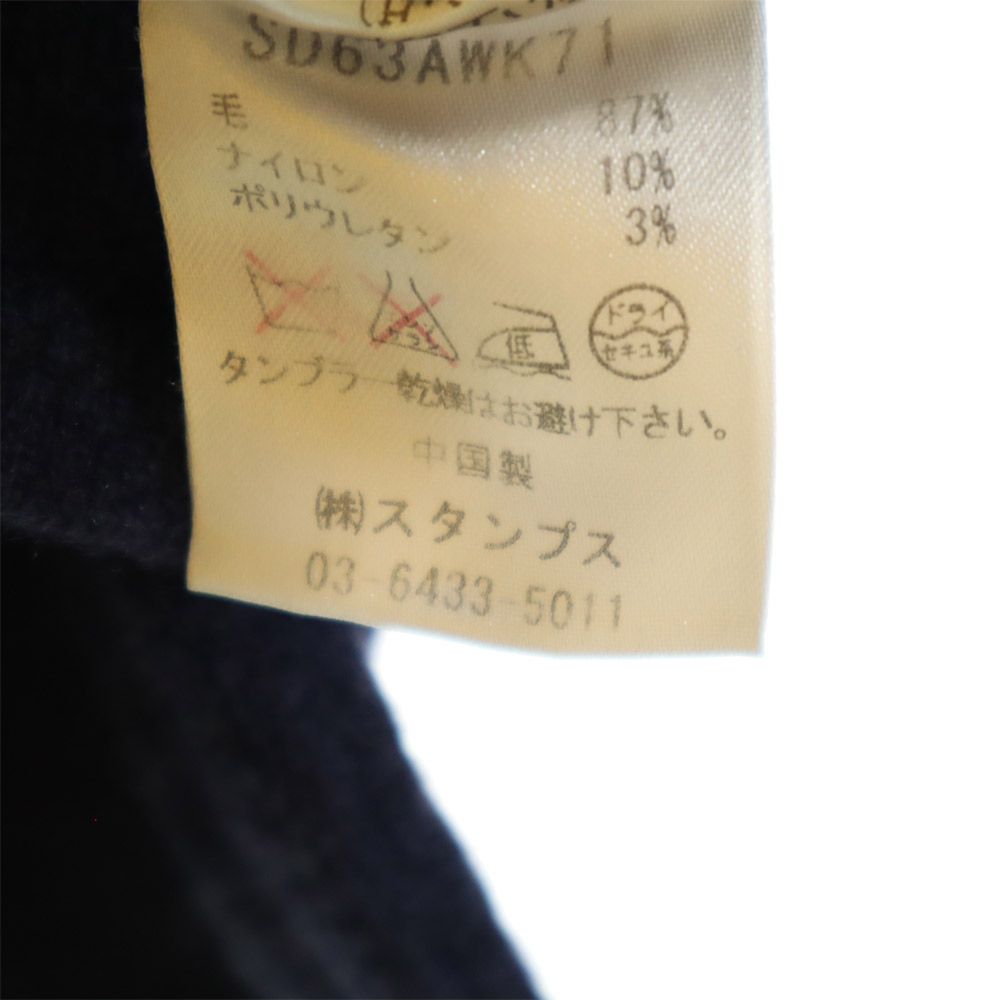 SD63AWK71
毛 87%
ナイロン 10%
ポリウレタン 3%
低 ドライ
セキユ系
タンブラー乾燥はお避け下さい。
中国製
㈱スタンプス
03-6433-5011